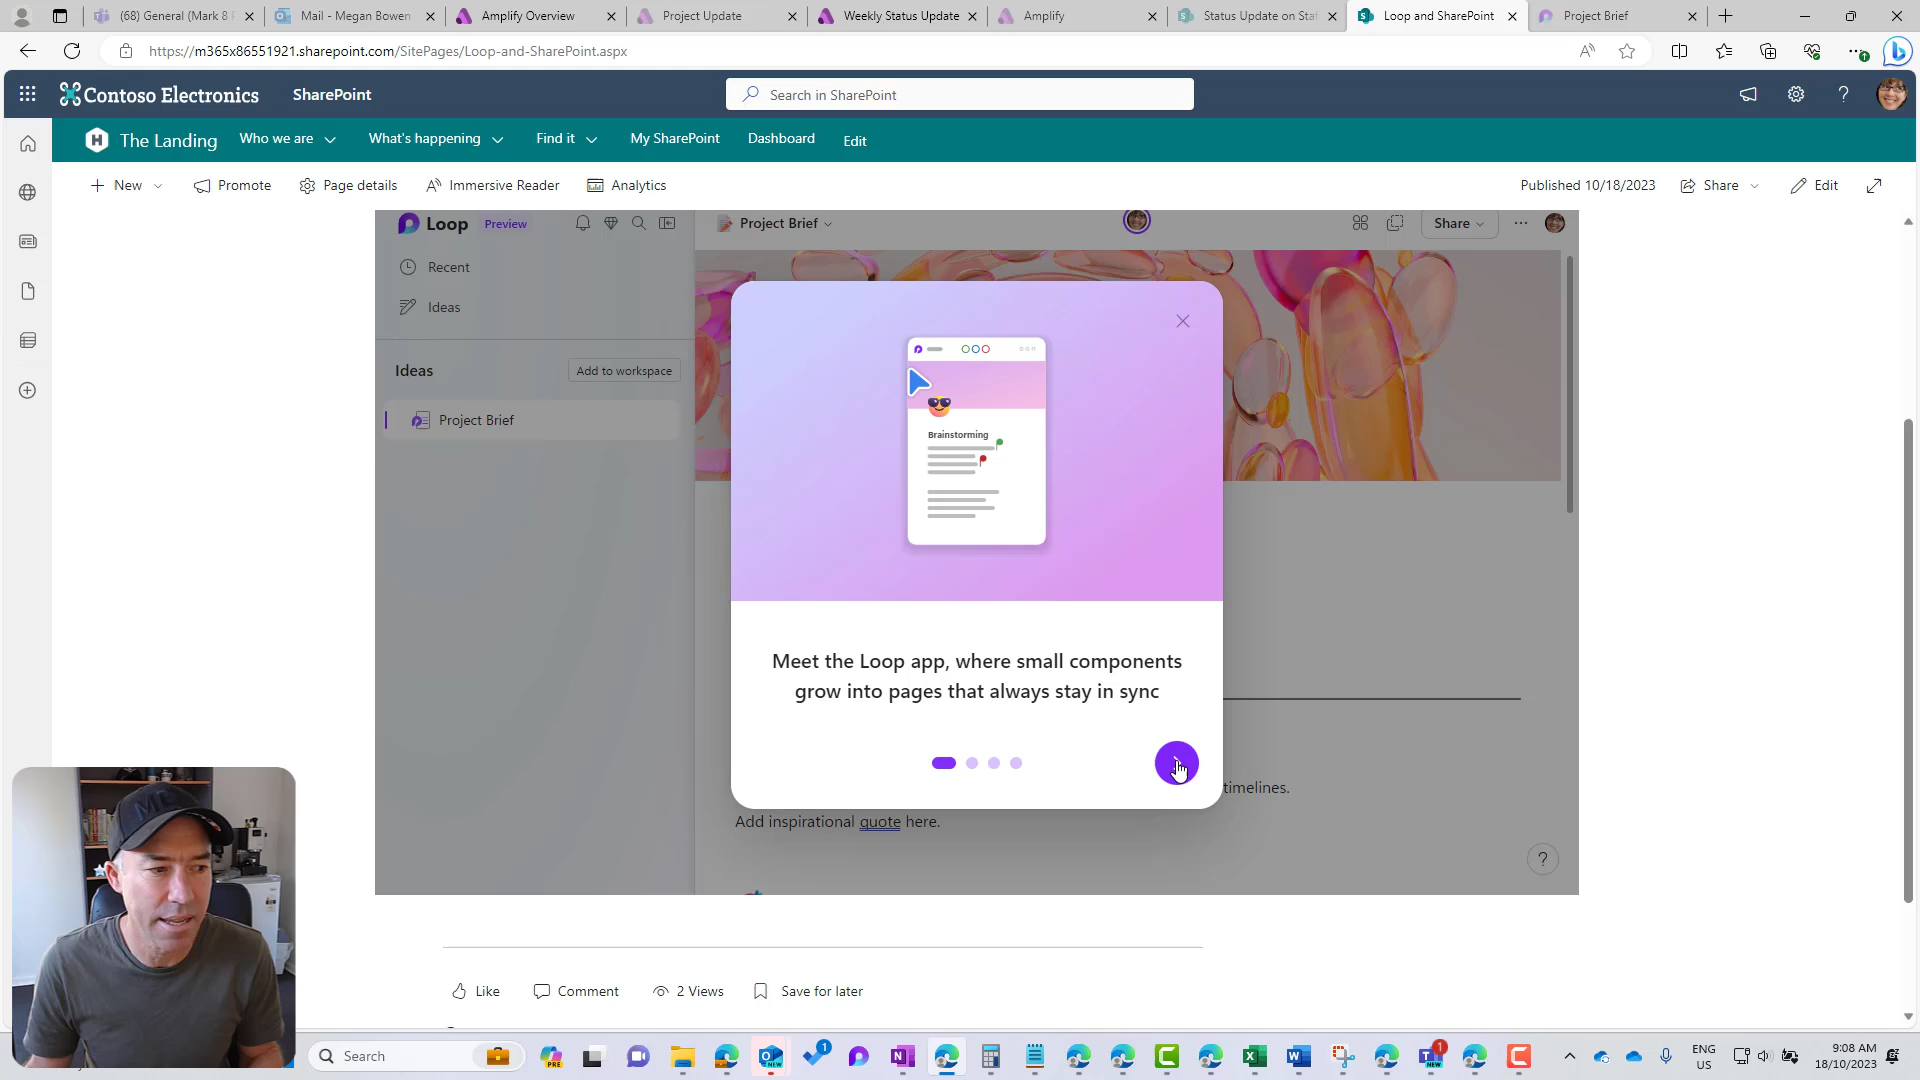 (68) General (Mark 8 P
Mail - Megan Bowen
Amplify Overview
Project Update
Weekly Status Update
Amplify
Status Update on Sta
Loop and SharePoint
Project Brief
https://m365x86551921.sharepoint.com/SitePages/Loop-and-SharePoint.aspx
Contoso Electronics
SharePoint
Search in SharePoint
H
The Landing
Who we are
What's happening
Find it
My SharePoint
Dashboard
Edit
New
Promote
Page details
Immersive Reader
Analytics
Published 10/18/2023
Share
Edit
Loop
Preview
Project Brief
Share
Recent
Ideas
Ideas
Add to workspace
Project Brief
Brainstorming
Meet the Loop app, where small components
grow into pages that always stay in sync
timelines.
Add inspirational quote here.
?
Like
Comment
2 Views
Save for later
Search
PRE
NEW
1
1
NEW
ENG
US
9:08 AM
18/10/2023